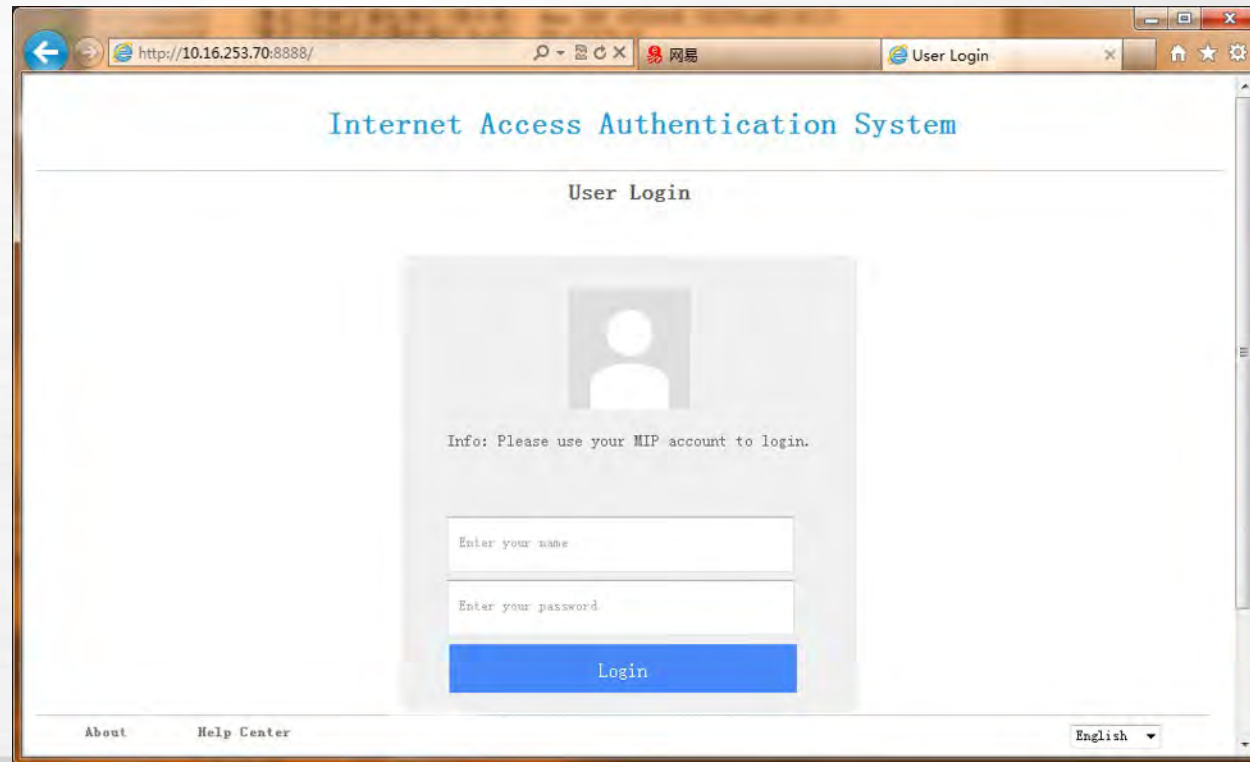 http://10.16.253.70:8888/
网易
User Login
Internet Access Authentication System
User Login
Info: Please use your MIP account to login.
Enter your name
Enter your password
Login
About
Help Center
English